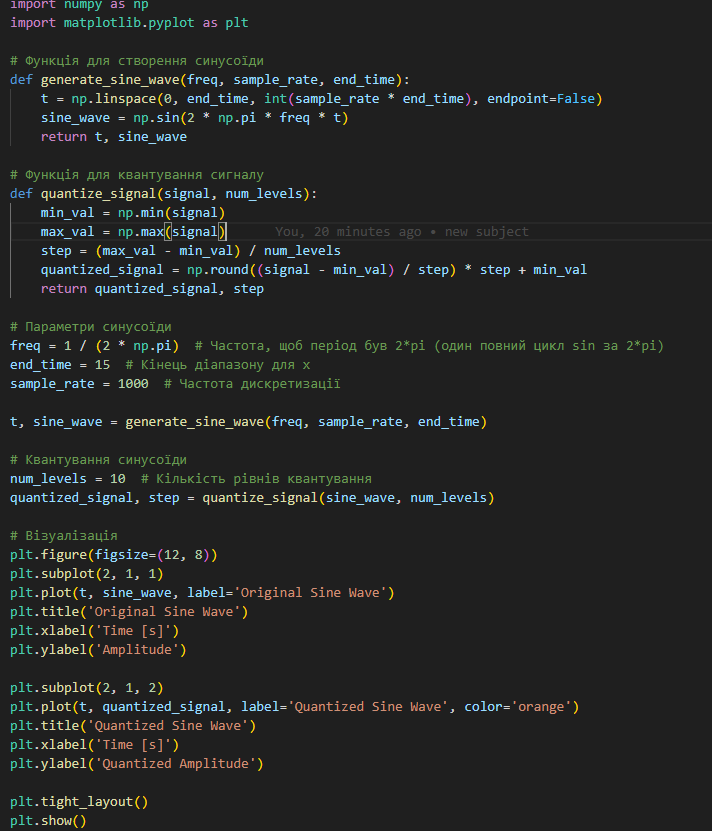 import numpy as np
import matplotlib.pyplot as plt
# Функція для створення синусоїди
def generate_sine_wave(freq, sample_rate, end_time):
    t = np.linspace(0, end_time, int(sample_rate * end_time), endpoint=False)
    sine_wave = np.sin(2 * np.pi * freq * t)
    return t, sine_wave
# Функція для квантування сигналу
def quantize_signal(signal, num_levels):
    min_val = np.min(signal)
    max_val = np.max(signal)    You, 20 minutes ago • new subject
    step = (max_val - min_val) / num_levels
    quantized_signal = np.round((signal - min_val) / step) * step + min_val
    return quantized_signal, step
# Параметри синусоїди
freq = 1 / (2 * np.pi)  # Частота, щоб період був 2*pi (один повний цикл sin за 2*pi)
end_time = 15  # Кінець діапазону для x
sample_rate = 1000  # Частота дискретизації
t, sine_wave = generate_sine_wave(freq, sample_rate, end_time)
# Квантування синусоїди
num_levels = 10  # Кількість рівнів квантування
quantized_signal, step = quantize_signal(sine_wave, num_levels)
# Візуалізація
plt.figure(figsize=(12, 8))
plt.subplot(2, 1, 1)
plt.plot(t, sine_wave, label='Original Sine Wave')
plt.title('Original Sine Wave')
plt.xlabel('Time [s]')
plt.ylabel('Amplitude')
plt.subplot(2, 1, 2)
plt.plot(t, quantized_signal, label='Quantized Sine Wave', color='orange')
plt.title('Quantized Sine Wave')
plt.xlabel('Time [s]')
plt.ylabel('Quantized Amplitude')
plt.tight_layout()
plt.show()